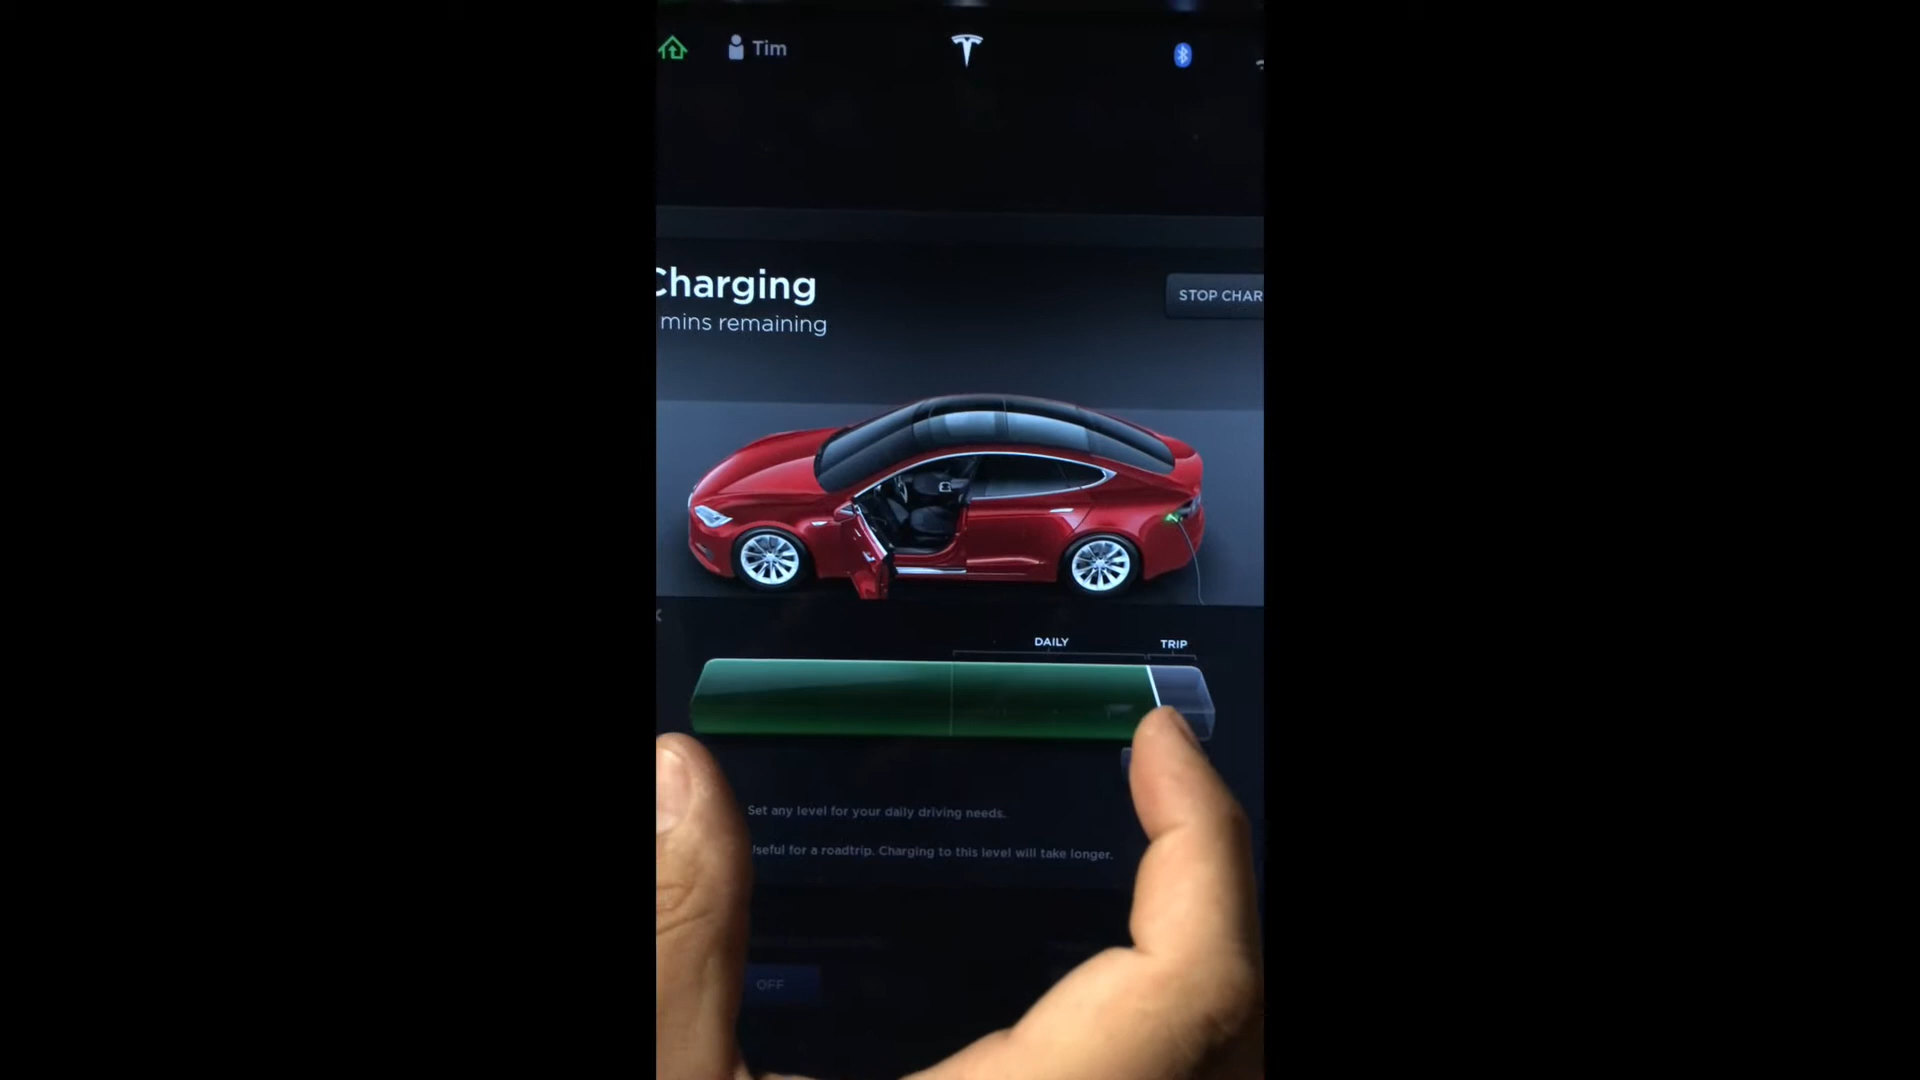 Tim
Charging
mins remaining
STOP CHAR
DAILY
TRIP
Set any level for your daily driving needs.
Useful for a roadtrip. Charging to this level will take longer.
OFF